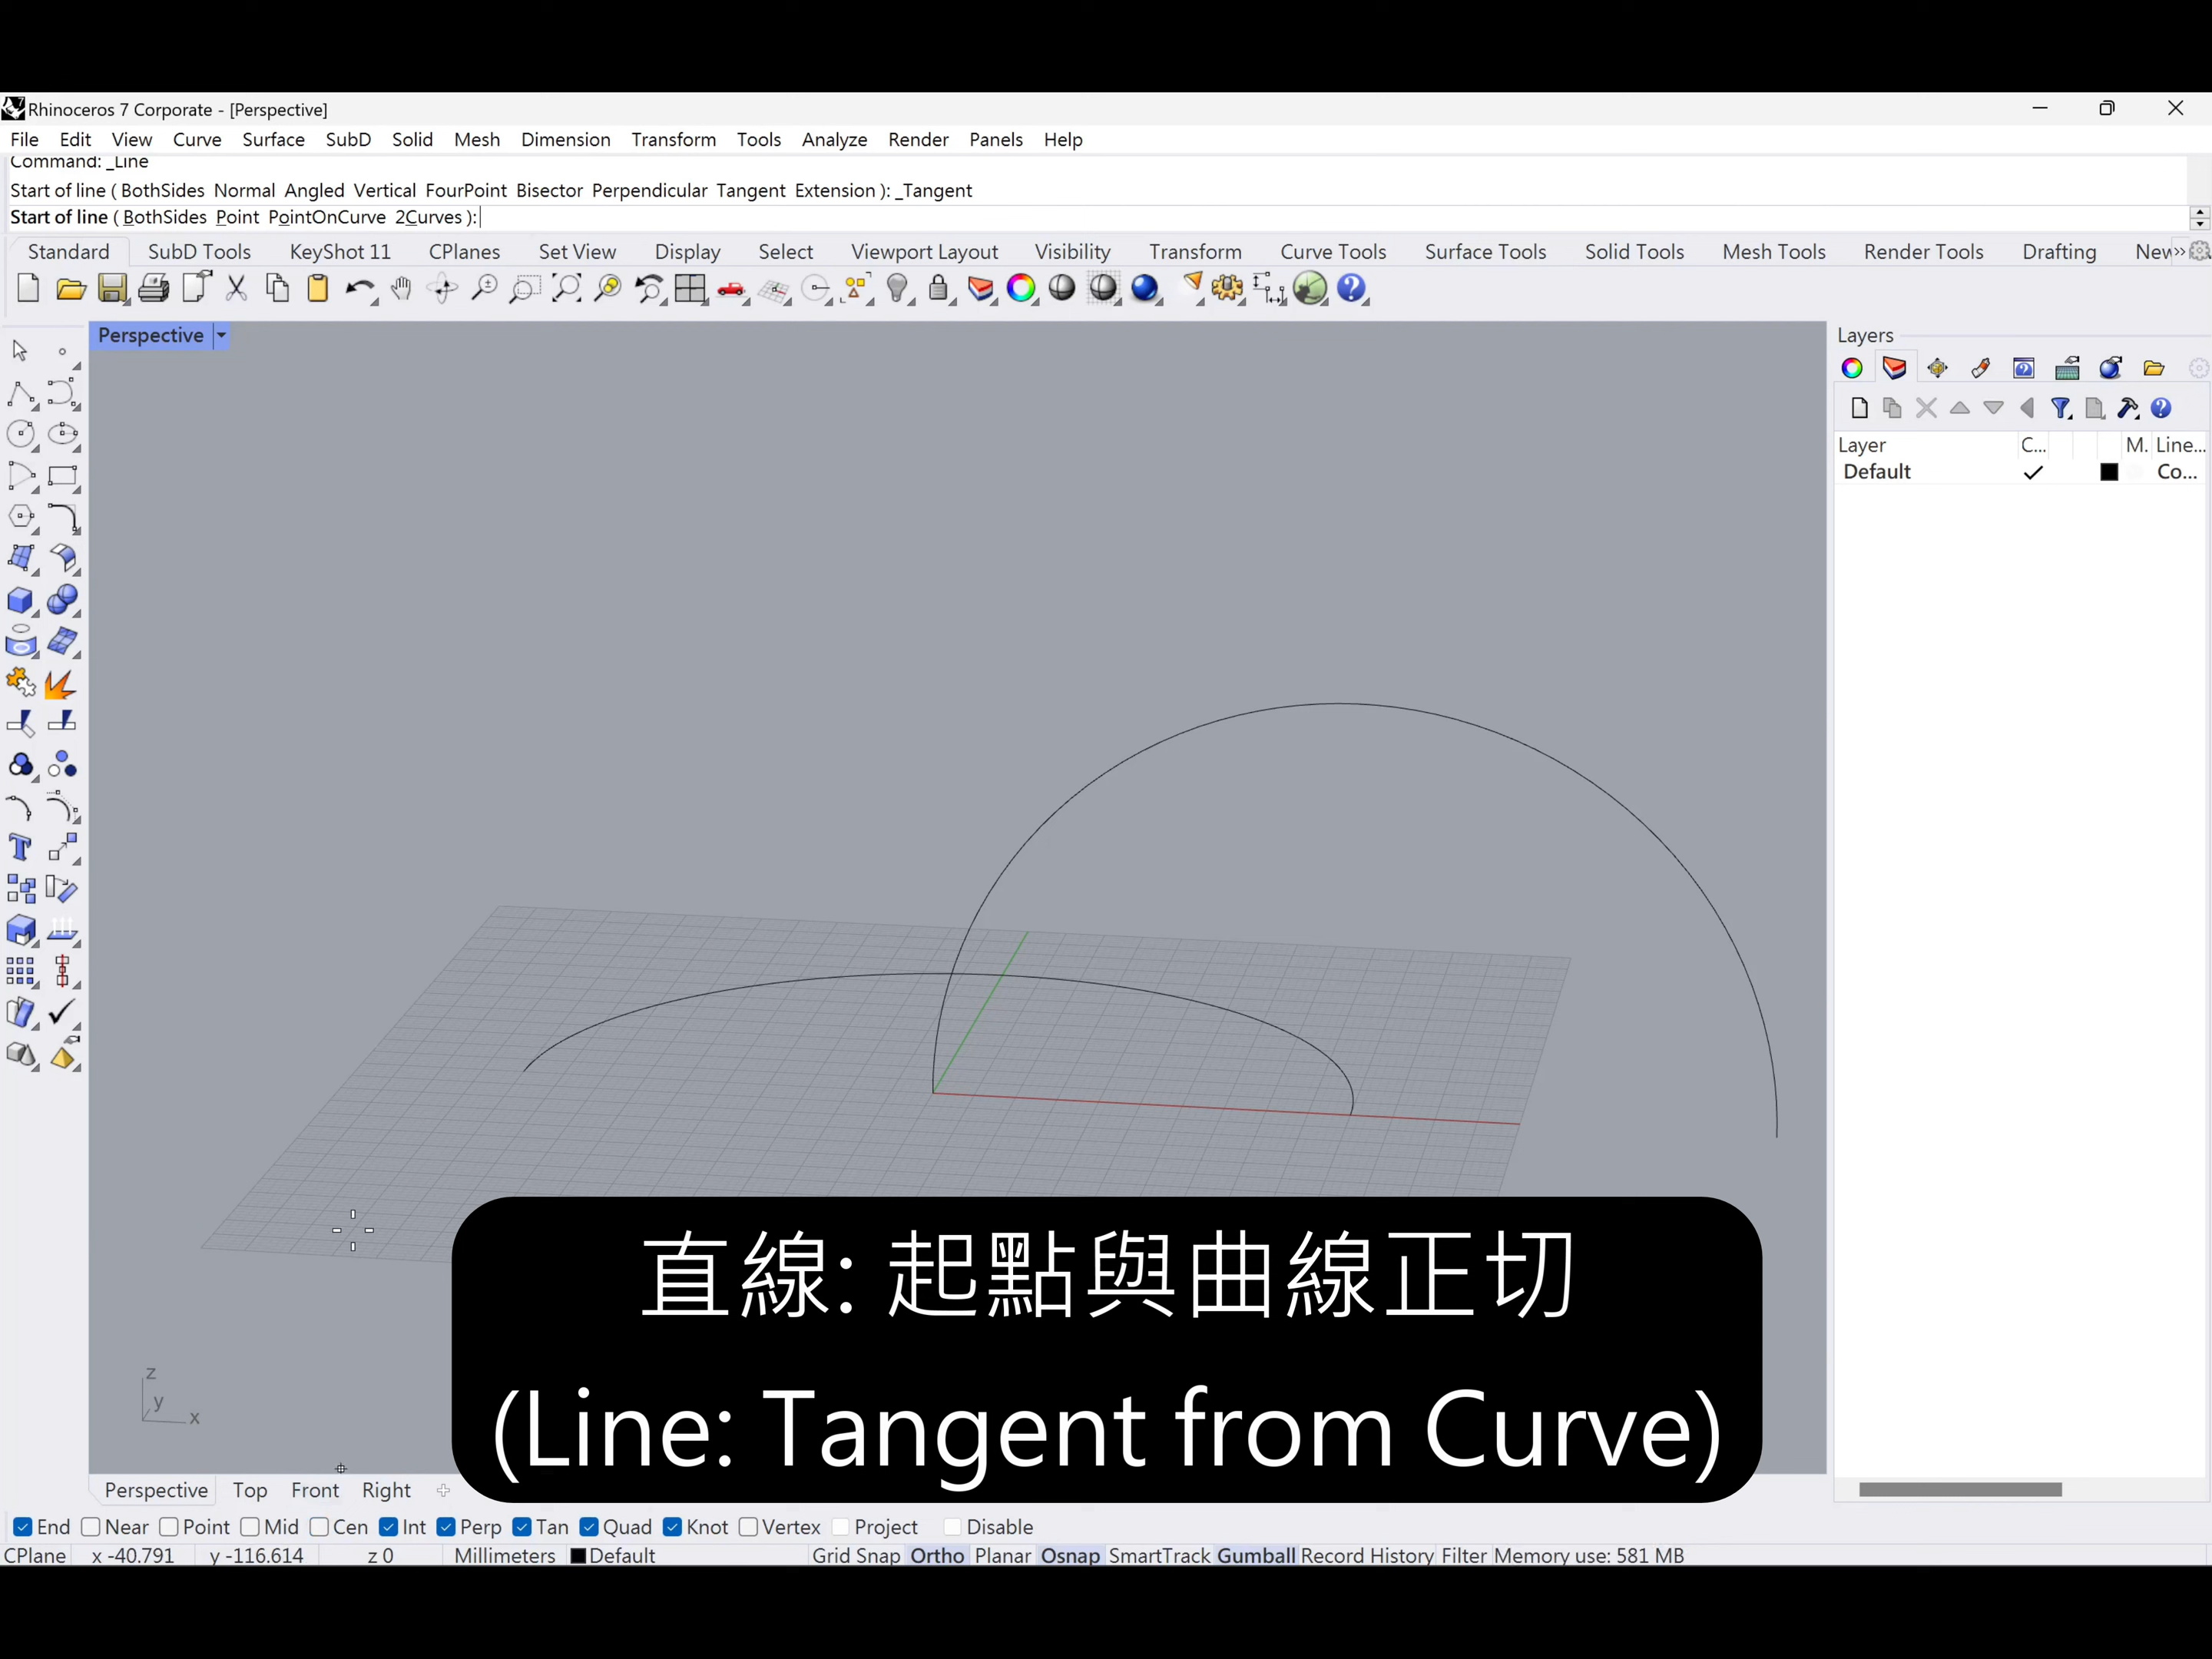 Rhinoceros 7 Corporate - [Perspective]
File Edit View Curve Surface SubD Solid Mesh Dimension Transform Tools Analyze Render Panels Help
Command: _Line
Start of line ( BothSides Normal Angled Vertical FourPoint Bisector Perpendicular Tangent Extension ): _Tangent
Start of line ( BothSides Point PointOnCurve 2Curves ):
Standard SubD Tools KeyShot 11 CPlanes Set View Display Select Viewport Layout Visibility Transform Curve Tools Surface Tools Solid Tools Mesh Tools Render Tools Drafting New
Perspective
Layers
Layer C... M. Line...
Default Co...
直線: 起點與曲線正切
(Line: Tangent from Curve)
z
y
x
Perspective Top Front Right
End Near Point Mid Cen Int Perp Tan Quad Knot Vertex Project Disable
CPlane x -40.791 y -116.614 z 0 Millimeters Default Grid Snap Ortho Planar Osnap SmartTrack Gumball Record History Filter Memory use: 581 MB